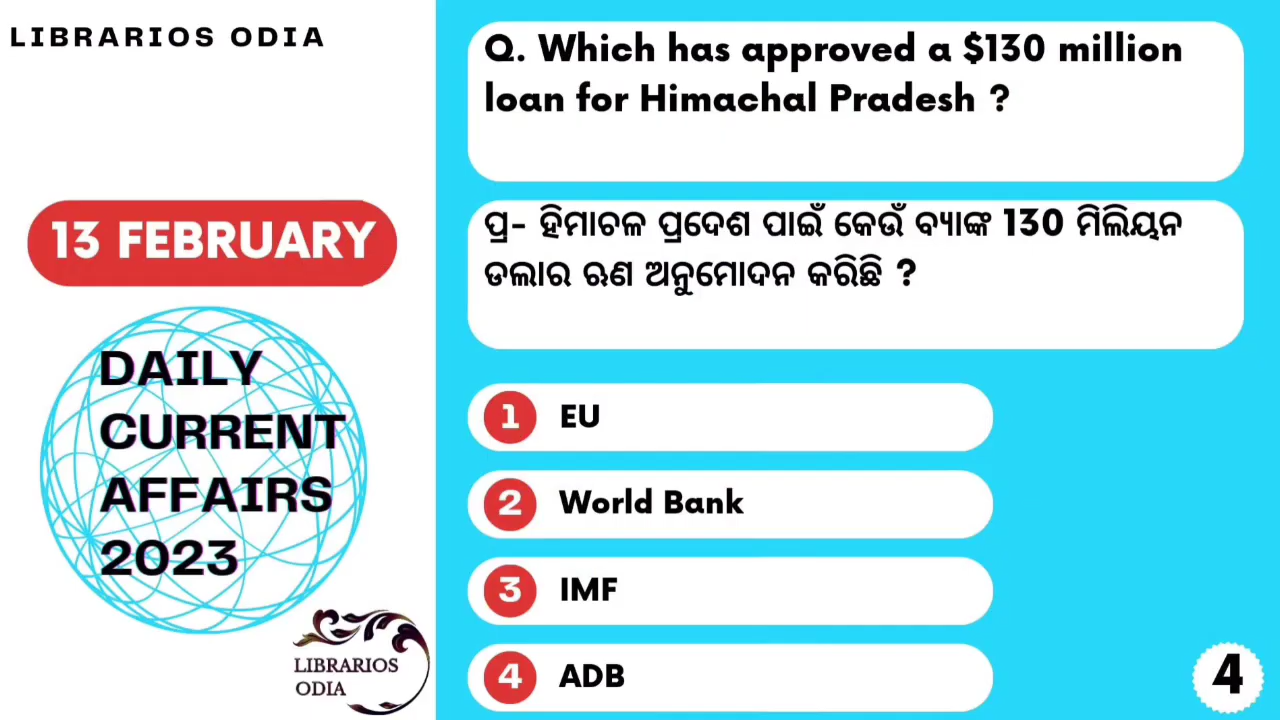 LIBRARIOS ODIA
13 FEBRUARY
DAILY
CURRENT
AFFAIRS
2023
LIBRARIOS
ODIA
Q. Which has approved a $130 million
loan for Himachal Pradesh ?
ପ୍ର- ହିମାଚଳ ପ୍ରଦେଶ ପାଇଁ କେଉଁ ବ୍ୟାଙ୍କ 130 ମିଲିୟନ
ଡଲାର ଋଣ ଅନୁମୋଦନ କରିଛି ?
1 EU
2 World Bank
3 IMF
4 ADB
4